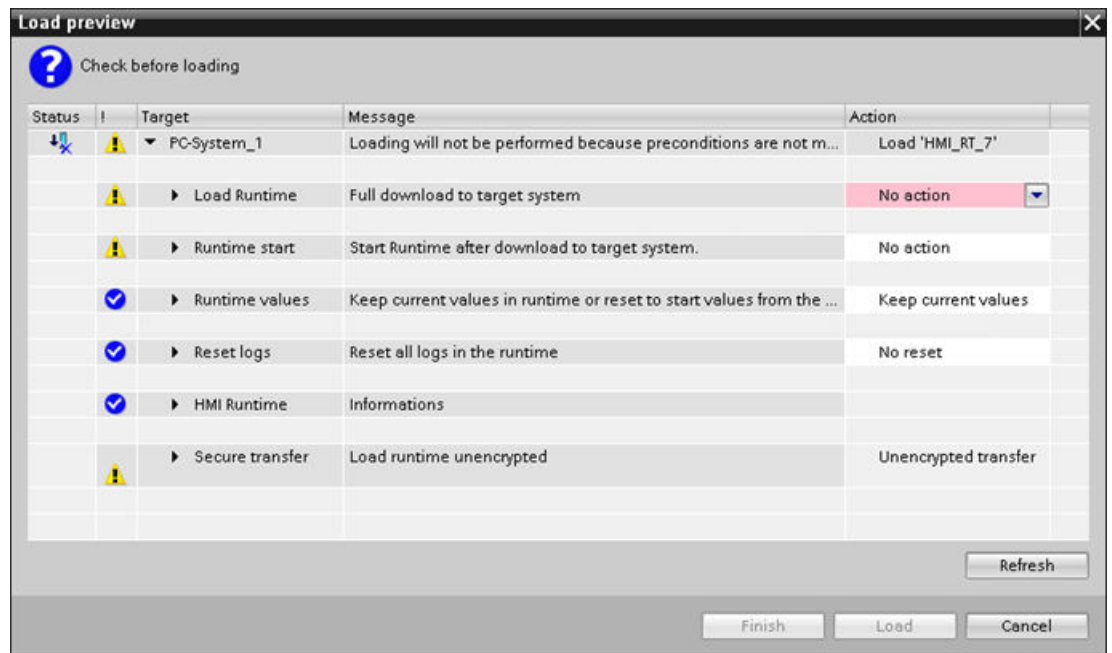 Load preview
Check before loading
Status ! Target Message Action
PC-System_1 Loading will not be performed because preconditions are not m... Load 'HMI_RT_7'
Load Runtime Full download to target system No action
Runtime start Start Runtime after download to target system. No action
Runtime values Keep current values in runtime or reset to start values from the ... Keep current values
Reset logs Reset all logs in the runtime No reset
HMI Runtime Informations
Secure transfer Load runtime unencrypted Unencrypted transfer
Refresh
Finish Load Cancel